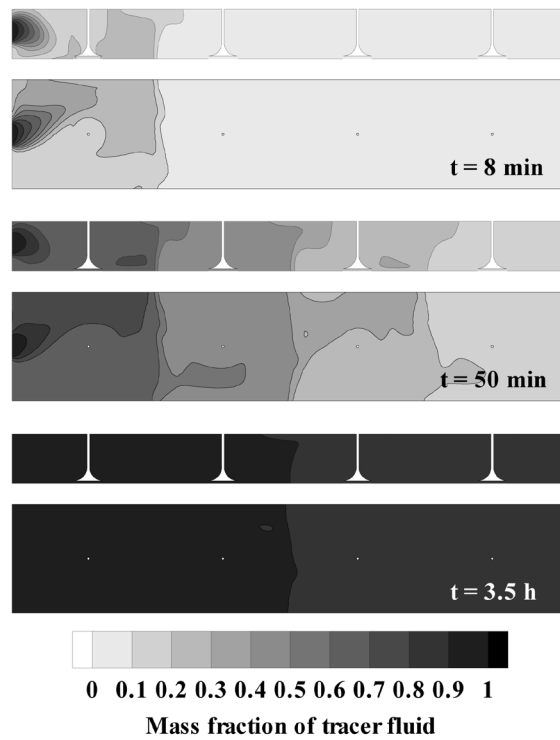 t = 8 min
t = 50 min
t = 3.5 h
0 0.1 0.2 0.3 0.4 0.5 0.6 0.7 0.8 0.9 1
Mass fraction of tracer fluid